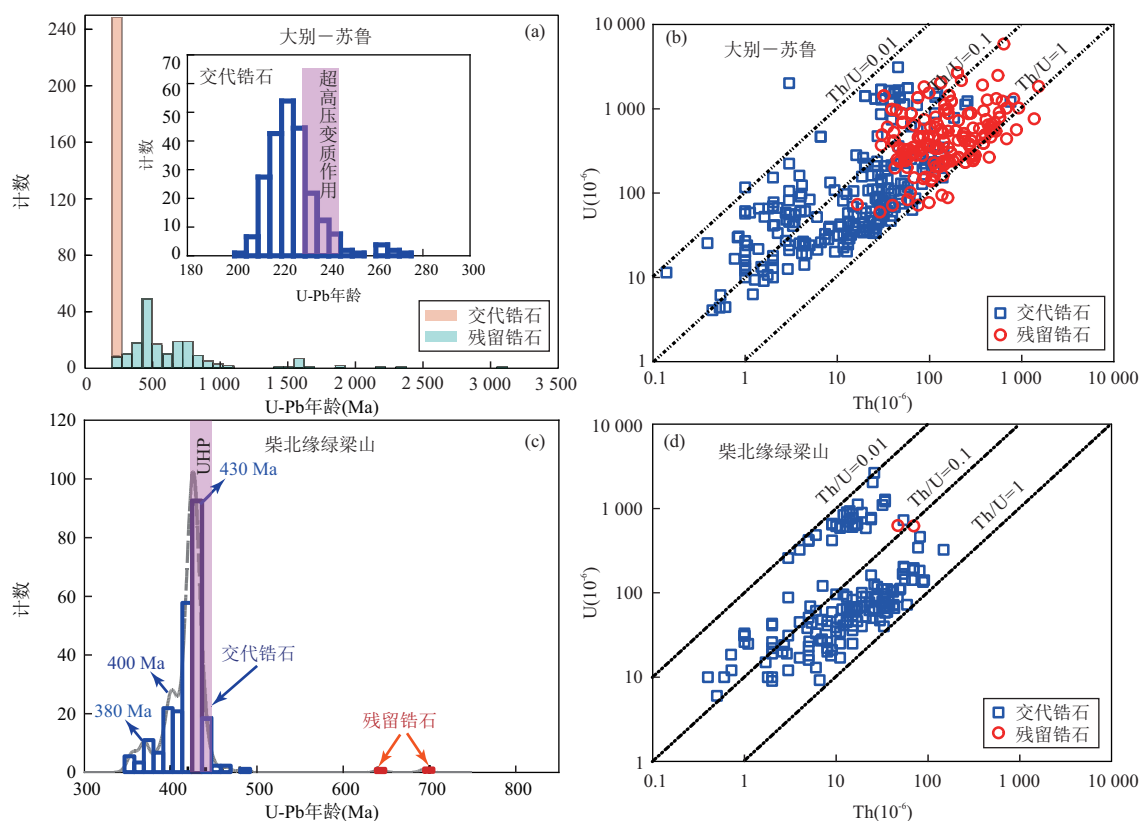 (a)
大别－苏鲁
240
200
160
120
80
40
0
计数
0
500
1 000
1 500
2 000
2 500
3 000
3 500
U-Pb年龄(Ma)
交代锆石
残留锆石
交代锆石
超高压变质作用
70
60
50
40
30
20
10
0
计数
180
200
220
240
260
300
U-Pb年龄
(b)
大别－苏鲁
10 000
1 000
100
10
1
U(10⁻⁶)
Th/U=0.01
Th/U=0.1
Th/U=1
交代锆石
残留锆石
0.1
1
10
100
1 000
10 000
Th(10⁻⁶)
(c)
柴北缘绿梁山
120
100
80
60
40
20
0
计数
UHP
430 Ma
400 Ma
380 Ma
交代锆石
残留锆石
300
400
500
600
700
800
U-Pb年龄(Ma)
(d)
柴北缘绿梁山
10 000
1 000
100
10
1
U(10⁻⁶)
Th/U=0.01
Th/U=0.1
Th/U=1
交代锆石
残留锆石
0.1
1
10
100
1 000
10 000
Th(10⁻⁶)